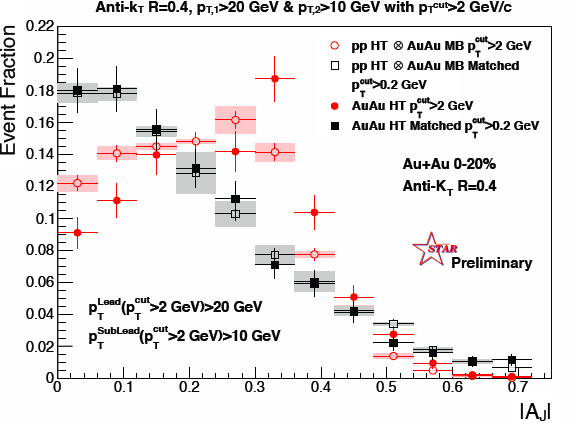 Anti-kT R=0.4, pT,1>20 GeV & pT,2>10 GeV with pTcut>2 GeV/c
Event Fraction
0.22
0.2
0.18
0.16
0.14
0.12
0.1
0.08
0.06
0.04
0.02
0
pp HT ⊗ AuAu MB pTcut>2 GeV
pp HT ⊗ AuAu MB Matched
pTcut>0.2 GeV
AuAu HT pTcut>2 GeV
AuAu HT Matched pTcut>0.2 GeV
Au+Au 0-20%
Anti-KT R=0.4
STAR
Preliminary
pTLead(pTcut>2 GeV)>20 GeV
pTSubLead(pTcut>2 GeV)>10 GeV
0 0.1 0.2 0.3 0.4 0.5 0.6 0.7
|AJ|